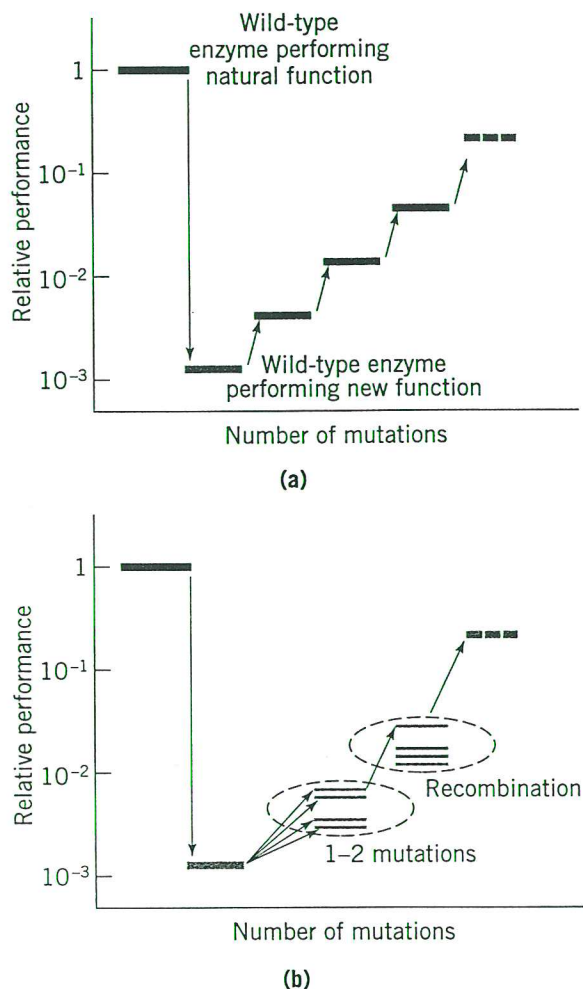 Wild-type
enzyme performing
natural function
1
10⁻¹
10⁻²
10⁻³
Relative performance
Wild-type enzyme
performing new function
Number of mutations
(a)
1
10⁻¹
10⁻²
10⁻³
Relative performance
Recombination
1–2 mutations
Number of mutations
(b)